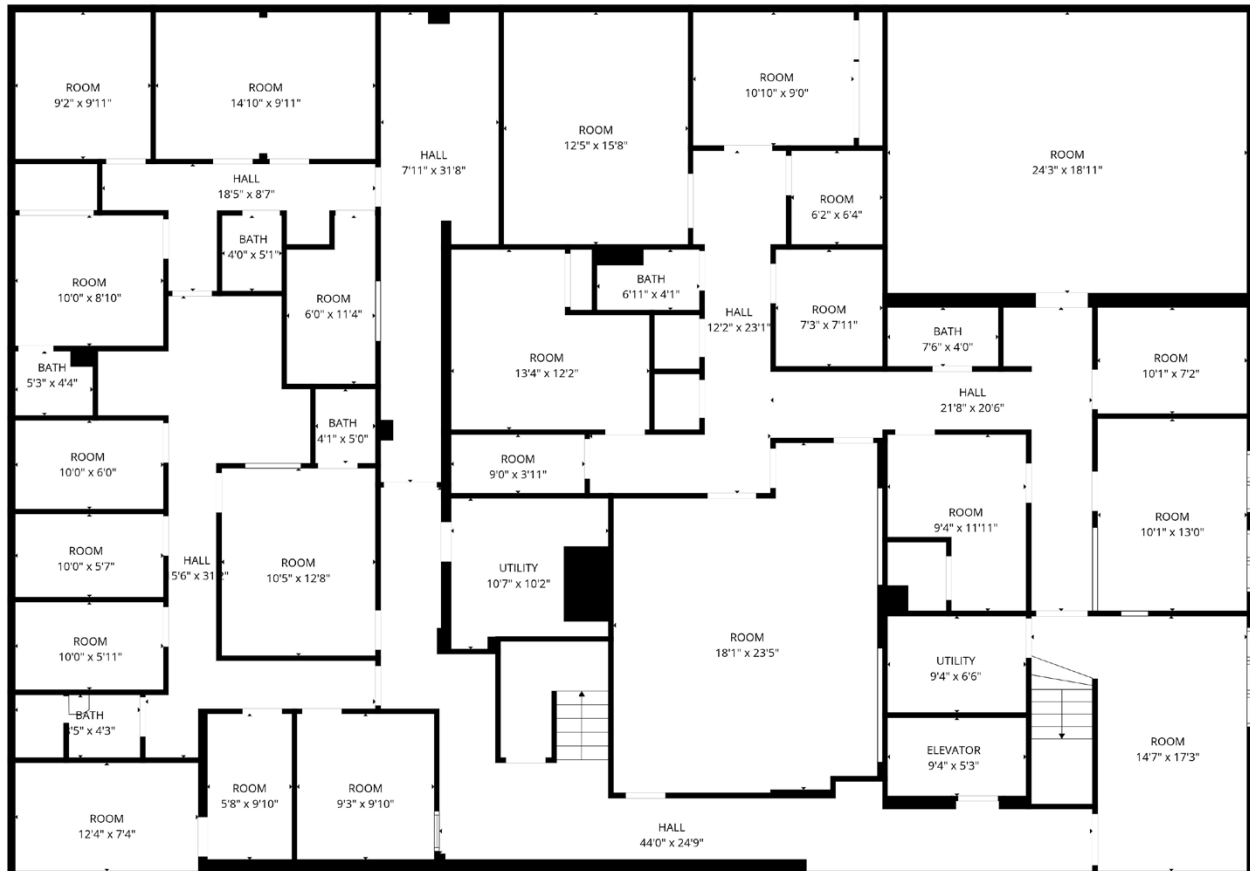 ROOM
9'2" x 9'11"
ROOM
14'10" x 9'11"
HALL
7'11" x 31'8"
ROOM
12'5" x 15'8"
ROOM
10'10" x 9'0"
ROOM
24'3" x 18'11"
HALL
18'5" x 8'7"
ROOM
6'2" x 6'4"
BATH
4'0" x 5'1"
ROOM
10'0" x 8'10"
ROOM
6'0" x 11'4"
BATH
6'11" x 4'1"
HALL
12'2" x 23'1"
ROOM
7'3" x 7'11"
BATH
7'6" x 4'0"
ROOM
10'1" x 7'2"
BATH
5'3" x 4'4"
ROOM
13'4" x 12'2"
HALL
21'8" x 20'6"
BATH
4'1" x 5'0"
ROOM
10'0" x 6'0"
ROOM
9'0" x 3'11"
ROOM
9'4" x 11'11"
ROOM
10'1" x 13'0"
ROOM
10'0" x 5'7"
HALL
5'6" x 31'2"
ROOM
10'5" x 12'8"
UTILITY
10'7" x 10'2"
ROOM
10'0" x 5'11"
ROOM
18'1" x 23'5"
UTILITY
9'4" x 6'6"
BATH
x 4'3"
ELEVATOR
9'4" x 5'3"
ROOM
14'7" x 17'3"
ROOM
5'8" x 9'10"
ROOM
9'3" x 9'10"
ROOM
12'4" x 7'4"
HALL
44'0" x 24'9"